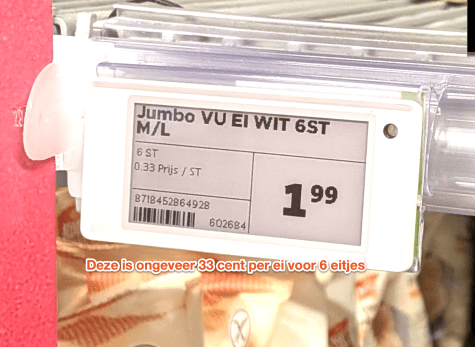 Jumbo VU EI WIT 6ST
M/L
6 ST
0.33 Prijs / ST
1.99
8718452864928
602684
Deze is ongeveer 33 cent per ei voor 6 eitjes